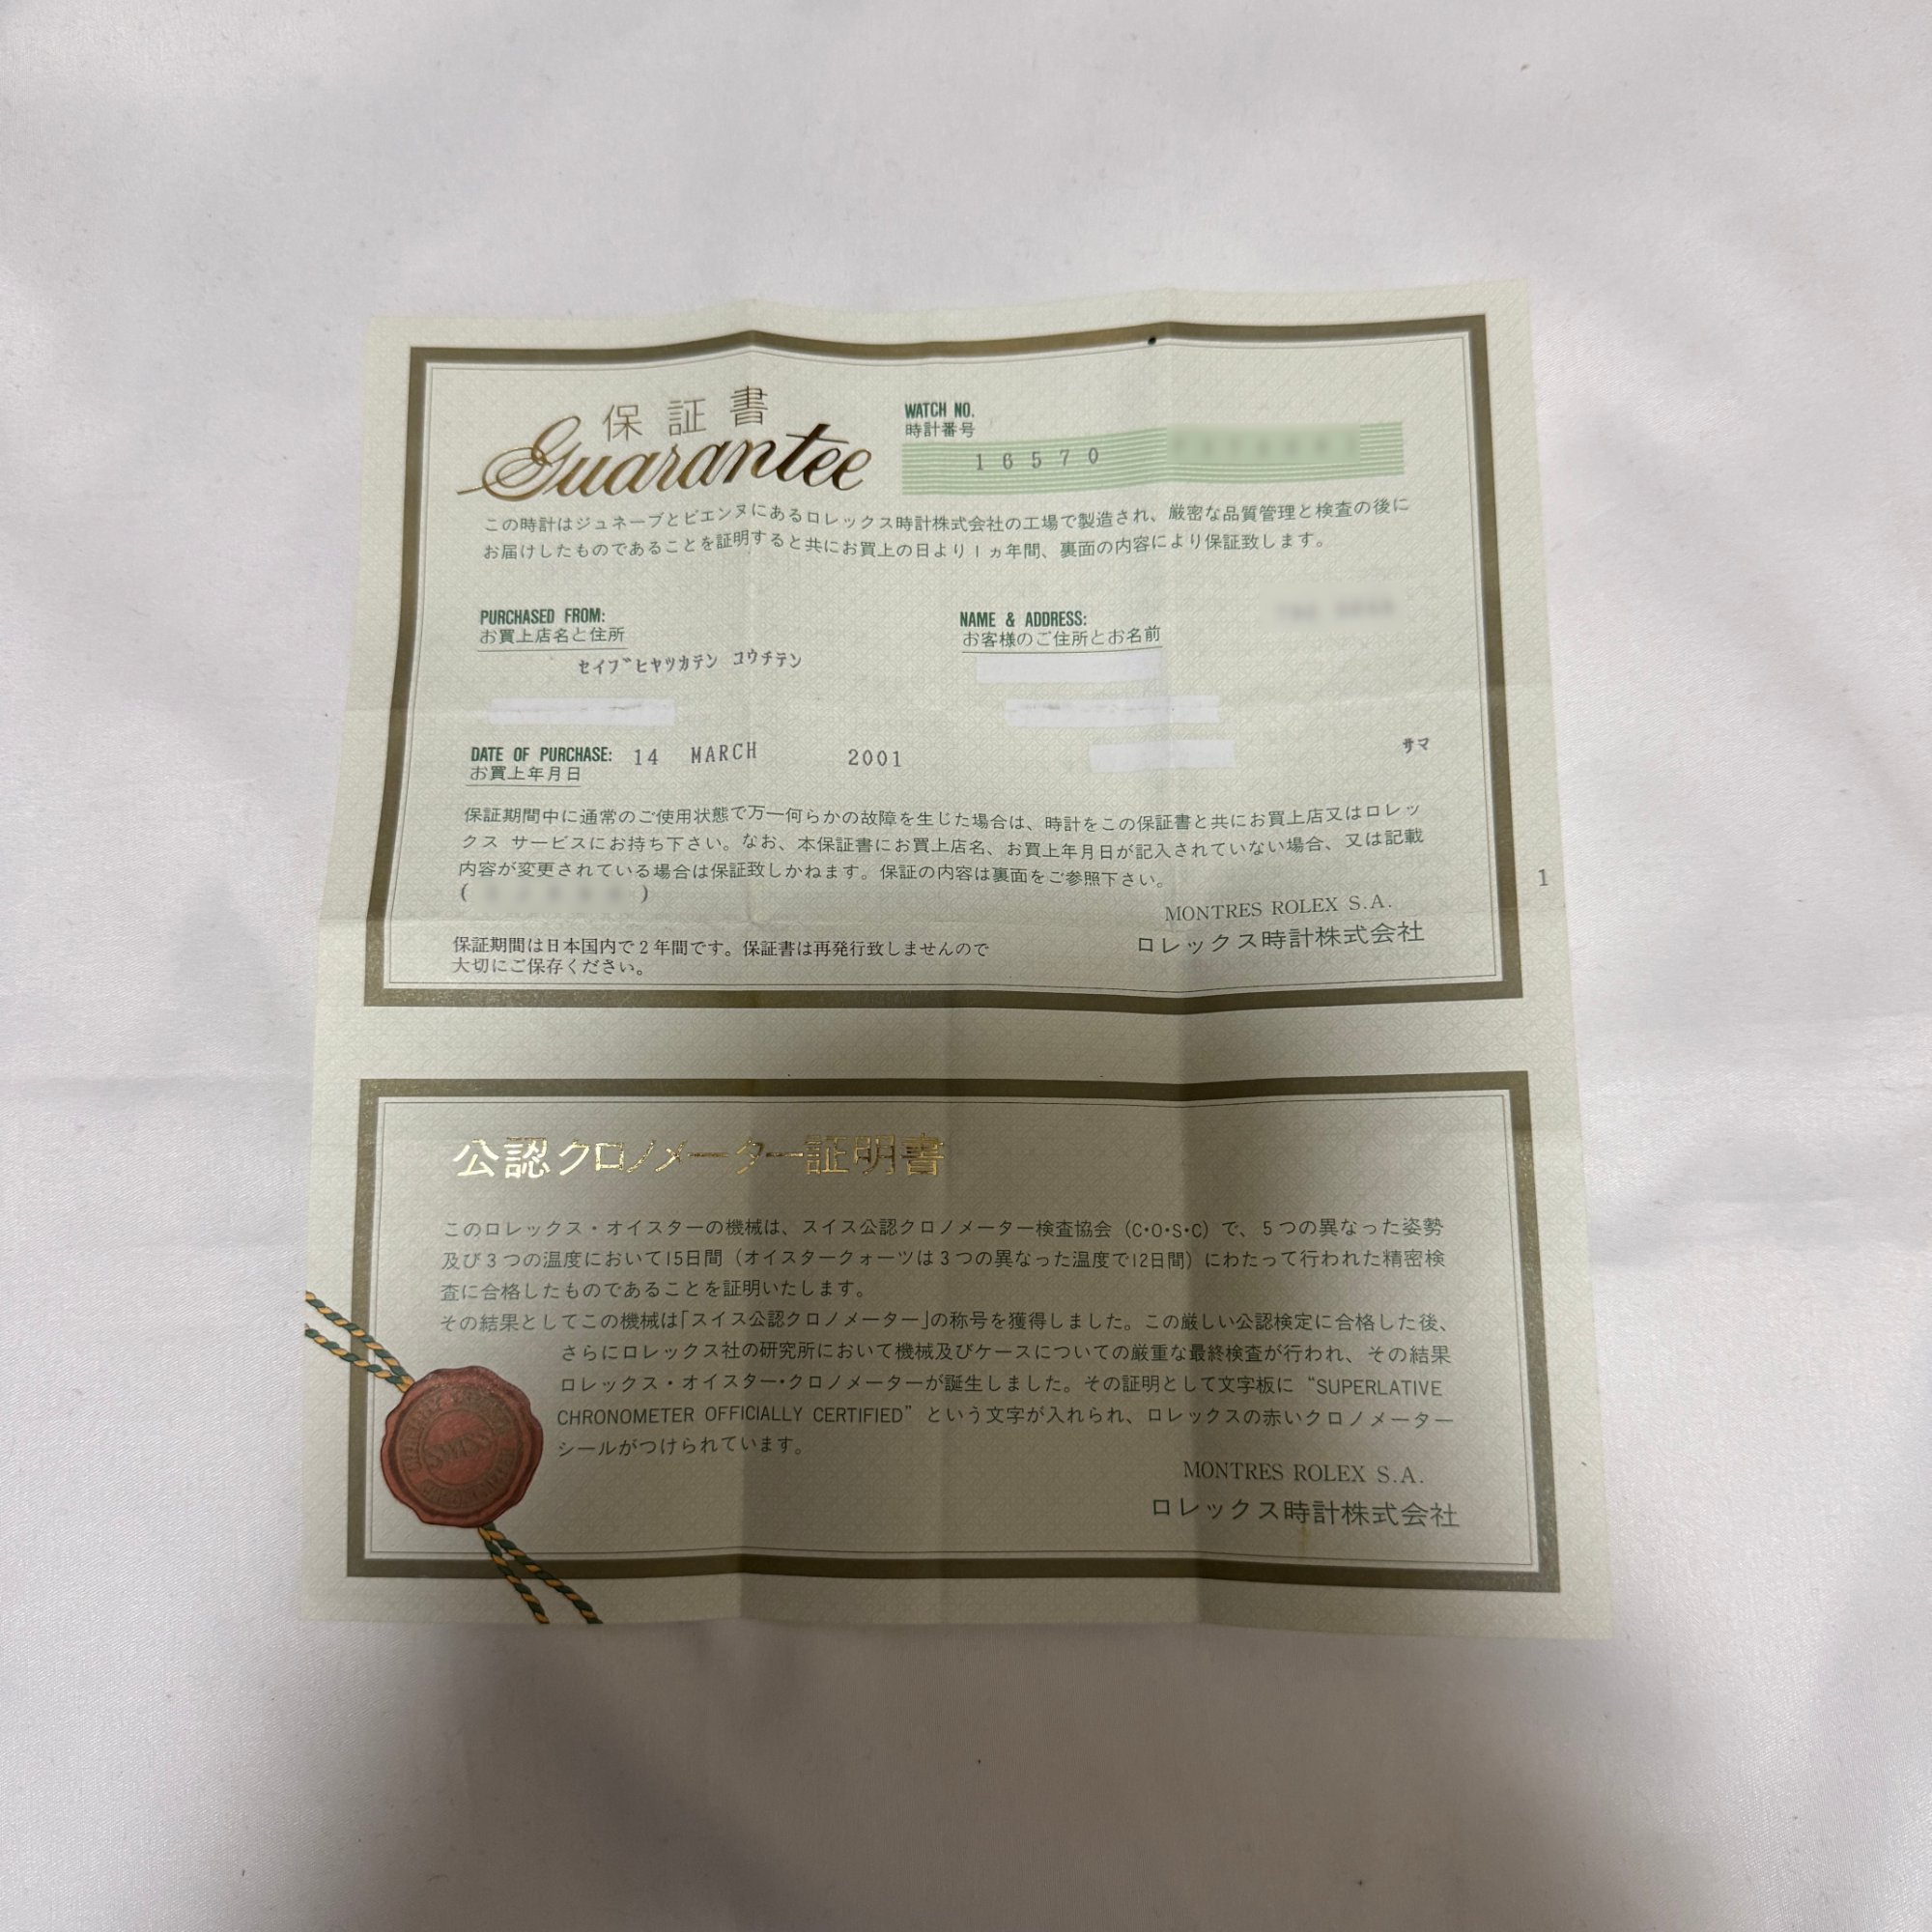 保証書
Guarantee
WATCH NO.
時計番号
16570
この時計はジュネーブとビエンヌにあるロレックス時計株式会社の工場で製造され、厳密な品質管理と検査の後に
お届けしたものであることを証明すると共にお買上の日より1ヵ年間、裏面の内容により保証致します。
PURCHASED FROM:
お買上店名と住所
セイブヒヤツカテン コウチテン
NAME & ADDRESS:
お客様のご住所とお名前
サマ
DATE OF PURCHASE: 14 MARCH 2001
お買上年月日
保証期間中に通常のご使用状態で万一何らかの故障を生じた場合は、時計をこの保証書と共にお買上店又はロレッ
クス サービスにお持ち下さい。なお、本保証書にお買上店名、お買上年月日が記入されていない場合、又は記載
内容が変更されている場合は保証致しかねます。保証の内容は裏面をご参照下さい。
( )
1
MONTRES ROLEX S.A.
ロレックス時計株式会社
保証期間は日本国内で2年間です。保証書は再発行致しませんので
大切にご保存ください。
公認クロノメーター証明書
このロレックス・オイスターの機械は、スイス公認クロノメーター検査協会(C・O・S・C)で、5つの異なった姿勢
及び3つの温度において15日間(オイスタークォーツは3つの異なった温度で12日間)にわたって行われた精密検
査に合格したものであることを証明いたします。
その結果としてこの機械は「スイス公認クロノメーター」の称号を獲得しました。この厳しい公認検定に合格した後、
さらにロレックス社の研究所において機械及びケースについての厳重な最終検査が行われ、その結果
ロレックス・オイスター・クロノメーターが誕生しました。その証明として文字板に “SUPERLATIVE
CHRONOMETER OFFICIALLY CERTIFIED” という文字が入れられ、ロレックスの赤いクロノメーター
シールがつけられています。
SWISS
MONTRES ROLEX S.A.
ロレックス時計株式会社